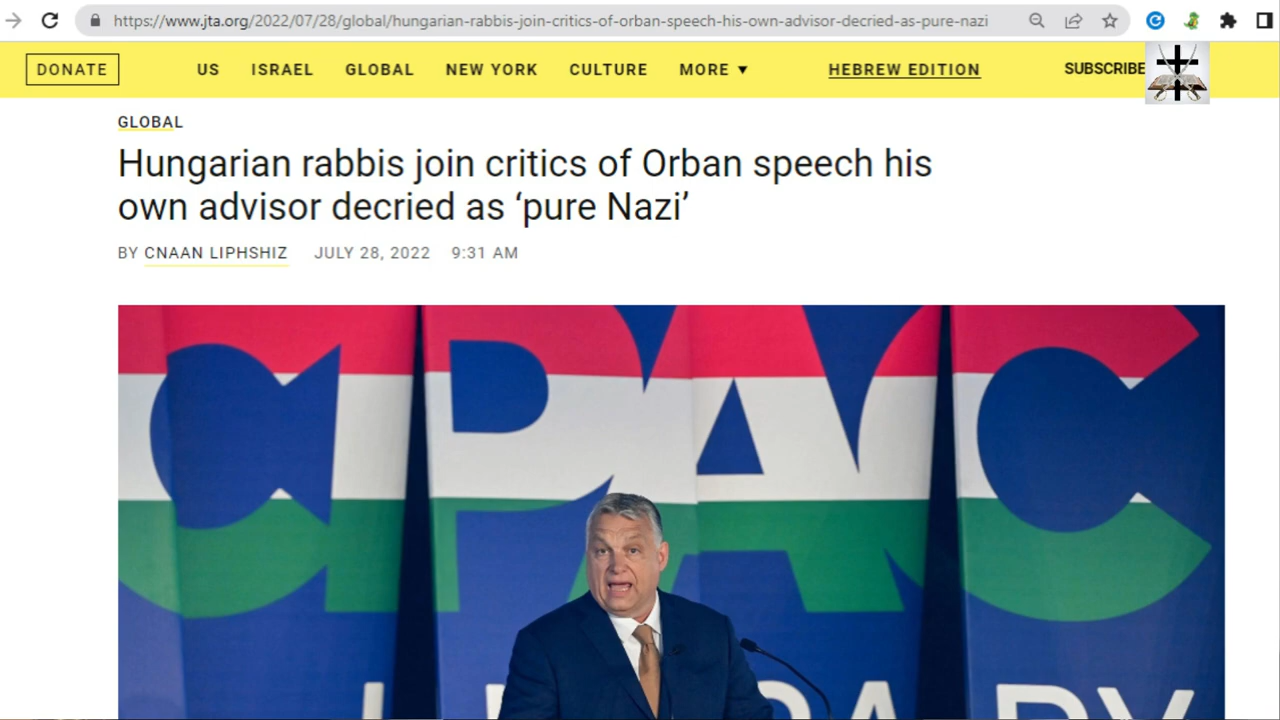 https://www.jta.org/2022/07/28/global/hungarian-rabbis-join-critics-of-orban-speech-his-own-advisor-decried-as-pure-nazi
DONATE US ISRAEL GLOBAL NEW YORK CULTURE MORE ▼ HEBREW EDITION SUBSCRIBE
GLOBAL
Hungarian rabbis join critics of Orban speech his
own advisor decried as ‘pure Nazi’
BY CNAAN LIPHSHIZ JULY 28, 2022 9:31 AM
CPAC